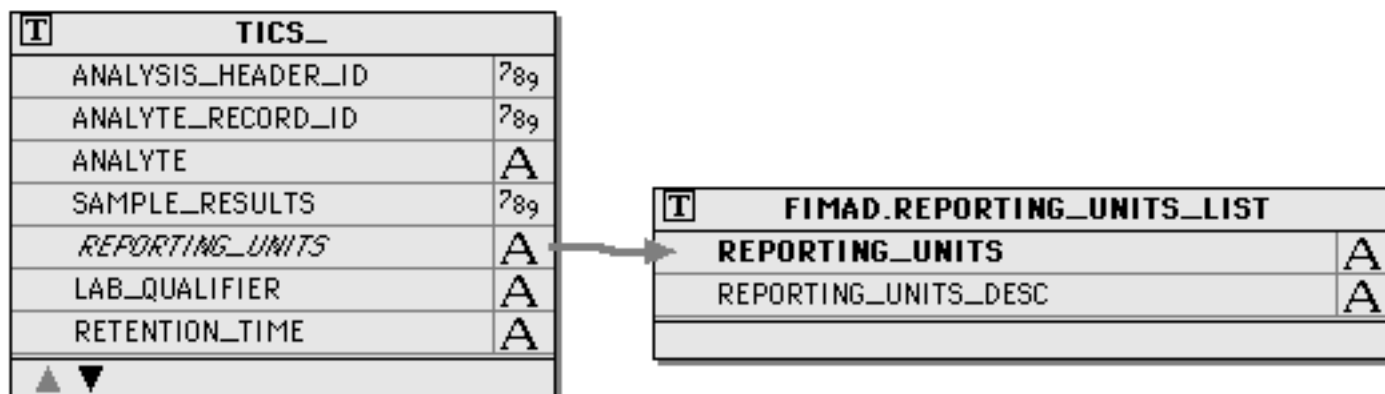 T TICS_
ANALYSIS_HEADER_ID 789
ANALYTE_RECORD_ID 789
ANALYTE A
SAMPLE_RESULTS 789
REPORTING_UNITS A
LAB_QUALIFIER A
RETENTION_TIME A
T FIMAD.REPORTING_UNITS_LIST
REPORTING_UNITS A
REPORTING_UNITS_DESC A